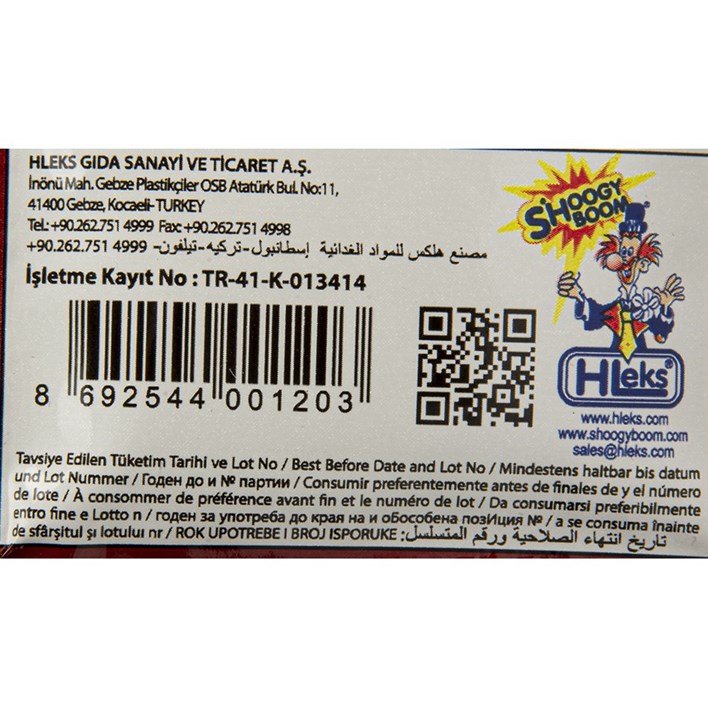 HLEKS GIDA SANAYİ VE TİCARET A.Ş.
İnönü Mah. Gebze Plastikçiler OSB Atatürk Bul. No:11,
41400 Gebze, Kocaeli-TURKEY
Tel.: +90.262.751 4999 Fax: +90.262.751 4998
مصنع هلكس للمواد الغدائية إسطانبول-تركيه-تيلفون- +90.262.751 4999
İşletme Kayıt No : TR-41-K-013414
8 692544 001203
SHOOGY
BOOM
HLeks
www.hleks.com
www.shoogyboom.com
sales@hleks.com
Tavsiye Edilen Tüketim Tarihi ve Lot No / Best Before Date and Lot No / Mindestens haltbar bis datum
und Lot Nummer / Годен до и № партии / Consumir preferentemente antes de finales de y el número
de lote / À consommer de préférence avant fin et le numéro de lot / Da consumarsi preferibilmente
entro fine e Lotto n / годен за употреба до края на и обособена позИция № / a se consuma înainte
de sfârşitul şi lotului nr / ROK UPOTREBE I BROJ ISPORUKE / تاريخ انتهاء الصلاحية ورقم المتسلسل: